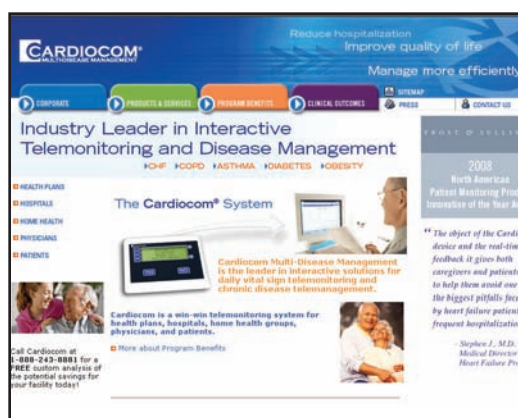 Reduce hospitalization
Improve quality of life
Manage more efficiently
CARDIOCOM®
MULTIDISEASE MANAGEMENT
CORPORATE
PRODUCTS & SERVICES
PROGRAM BENEFITS
CLINICAL OUTCOMES
SITEMAP
PRESS
CONTACT US
Industry Leader in Interactive
Telemonitoring and Disease Management
CHF COPD ASTHMA DIABETES OBESITY
HEALTH PLANS
HOSPITALS
HOME HEALTH
PHYSICIANS
PATIENTS
The Cardiocom® System
Cardiocom Multi-Disease Management
is the leader in interactive solutions for
daily vital sign telemonitoring and
chronic disease telemanagement.
Cardiocom is a win-win telemonitoring system for
health plans, hospitals, home health groups,
physicians, and patients.
More about Program Benefits
Call Cardiocom at
1-888-243-8881 for a
FREE custom analysis of
the potential savings for
your facility today!
FROST & SULLIV
2008
North American
Patient Monitoring Prod
Innovation of the Year A
" The object of the Cardi
device and the real-tim
feedback it gives both
caregivers and patient
to help them avoid one
the biggest pitfalls face
by heart failure patien
frequent hospitalizatio
- Stephen J., M.D.
Medical Director
Heart Failure Pr